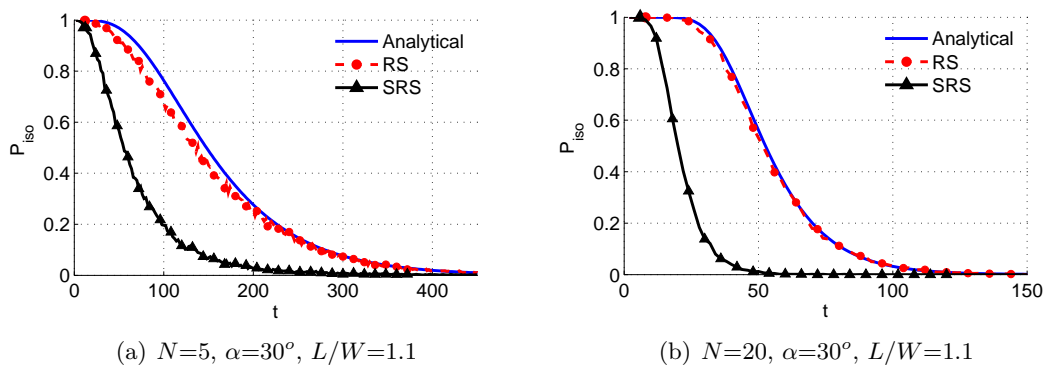 1
0.8
0.6
0.4
0.2
0
P_iso
0 100 200 300 400
t
Analytical
RS
SRS
(a) N=5, α=30°, L/W=1.1
1
0.8
0.6
0.4
0.2
0
P_iso
0 50 100 150
t
Analytical
RS
SRS
(b) N=20, α=30°, L/W=1.1